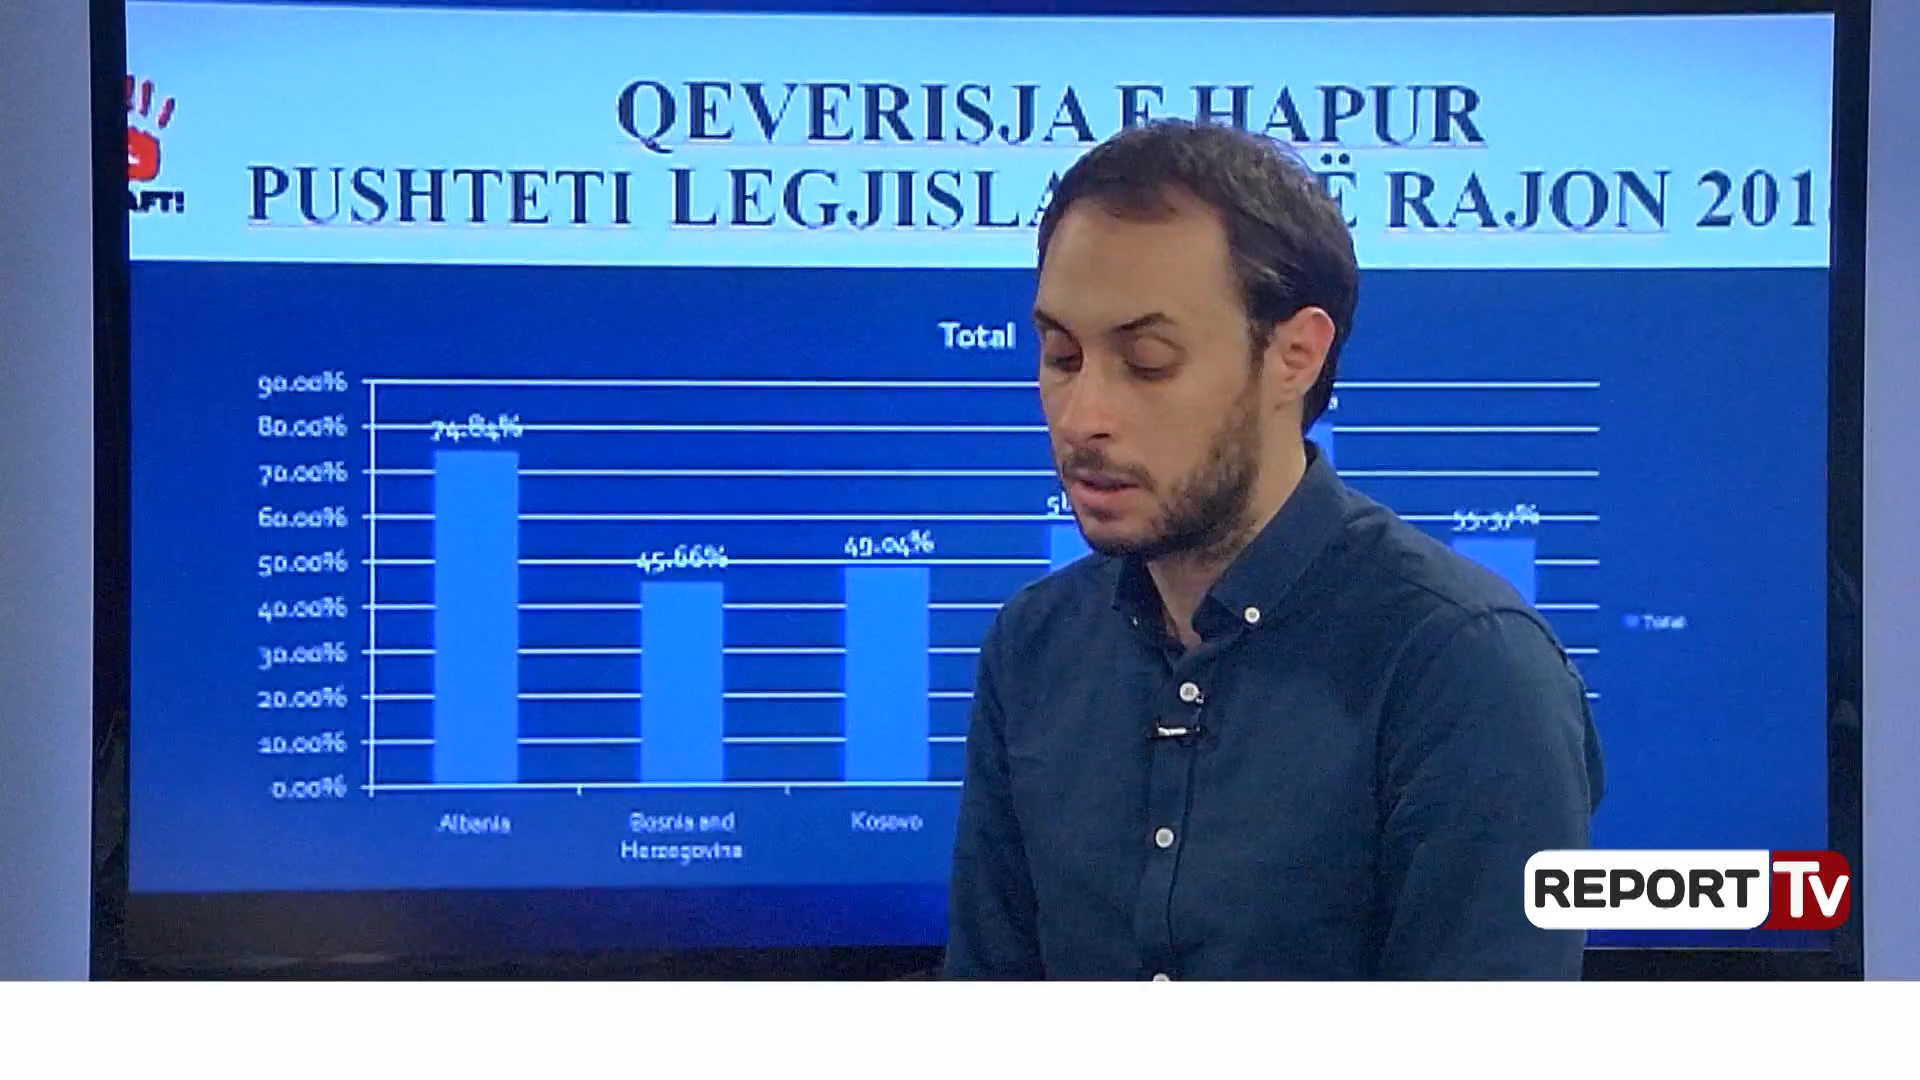 QEVERISJA E HAPUR
PUSHTETI LEGJISLA Ë RAJON 201
AFT!
Total
90.00%
80.00%
70.00%
60.00%
50.00%
40.00%
30.00%
20.00%
10.00%
0.00%
74.84%
45.66%
49.04%
55.37%
Total
Albania
Bosnia and
Herzegovina
Kosovo
REPORT TV